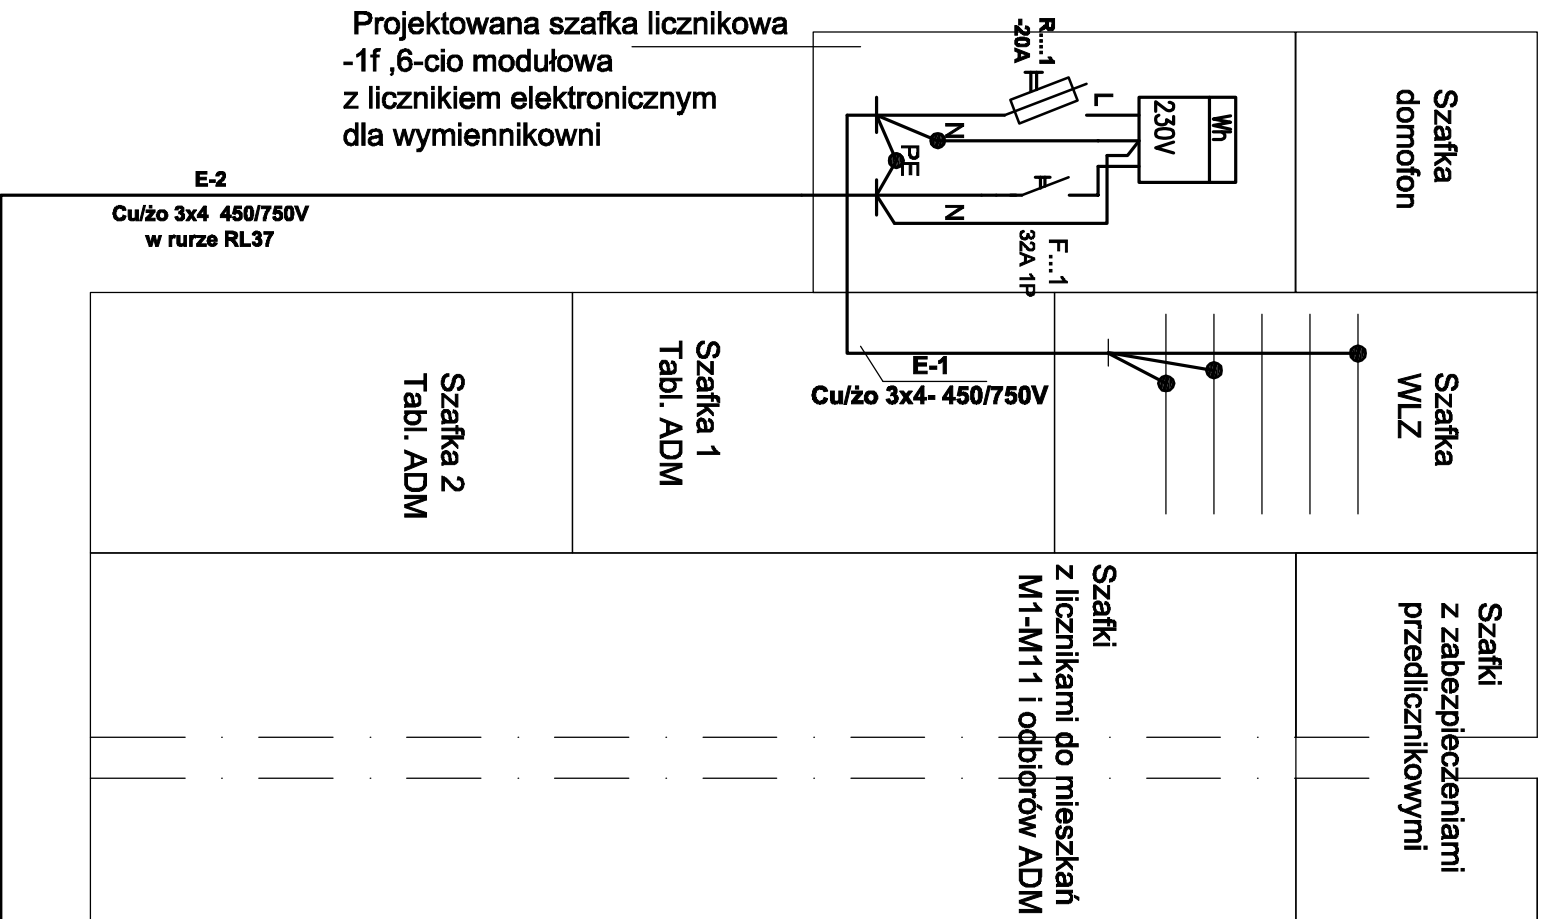 Projektowana szafka licznikowa
-1f ,6-cio modułowa
z licznikiem elektronicznym
dla wymiennikowni
R....1
-20A
L
Wh
230V
N
PE
N
F...1
32A 1P
Szafka
domofon
E-2
Cu/żo 3x4 450/750V
w rurze RL37
Szafka 2
Tabl. ADM
Szafka 1
Tabl. ADM
E-1
Cu/żo 3x4- 450/750V
Szafka
WLZ
Szafki
z licznikami do mieszkań
M1-M11 i odbiorów ADM
Szafki
z zabezpieczeniami
przedlicznikowymi